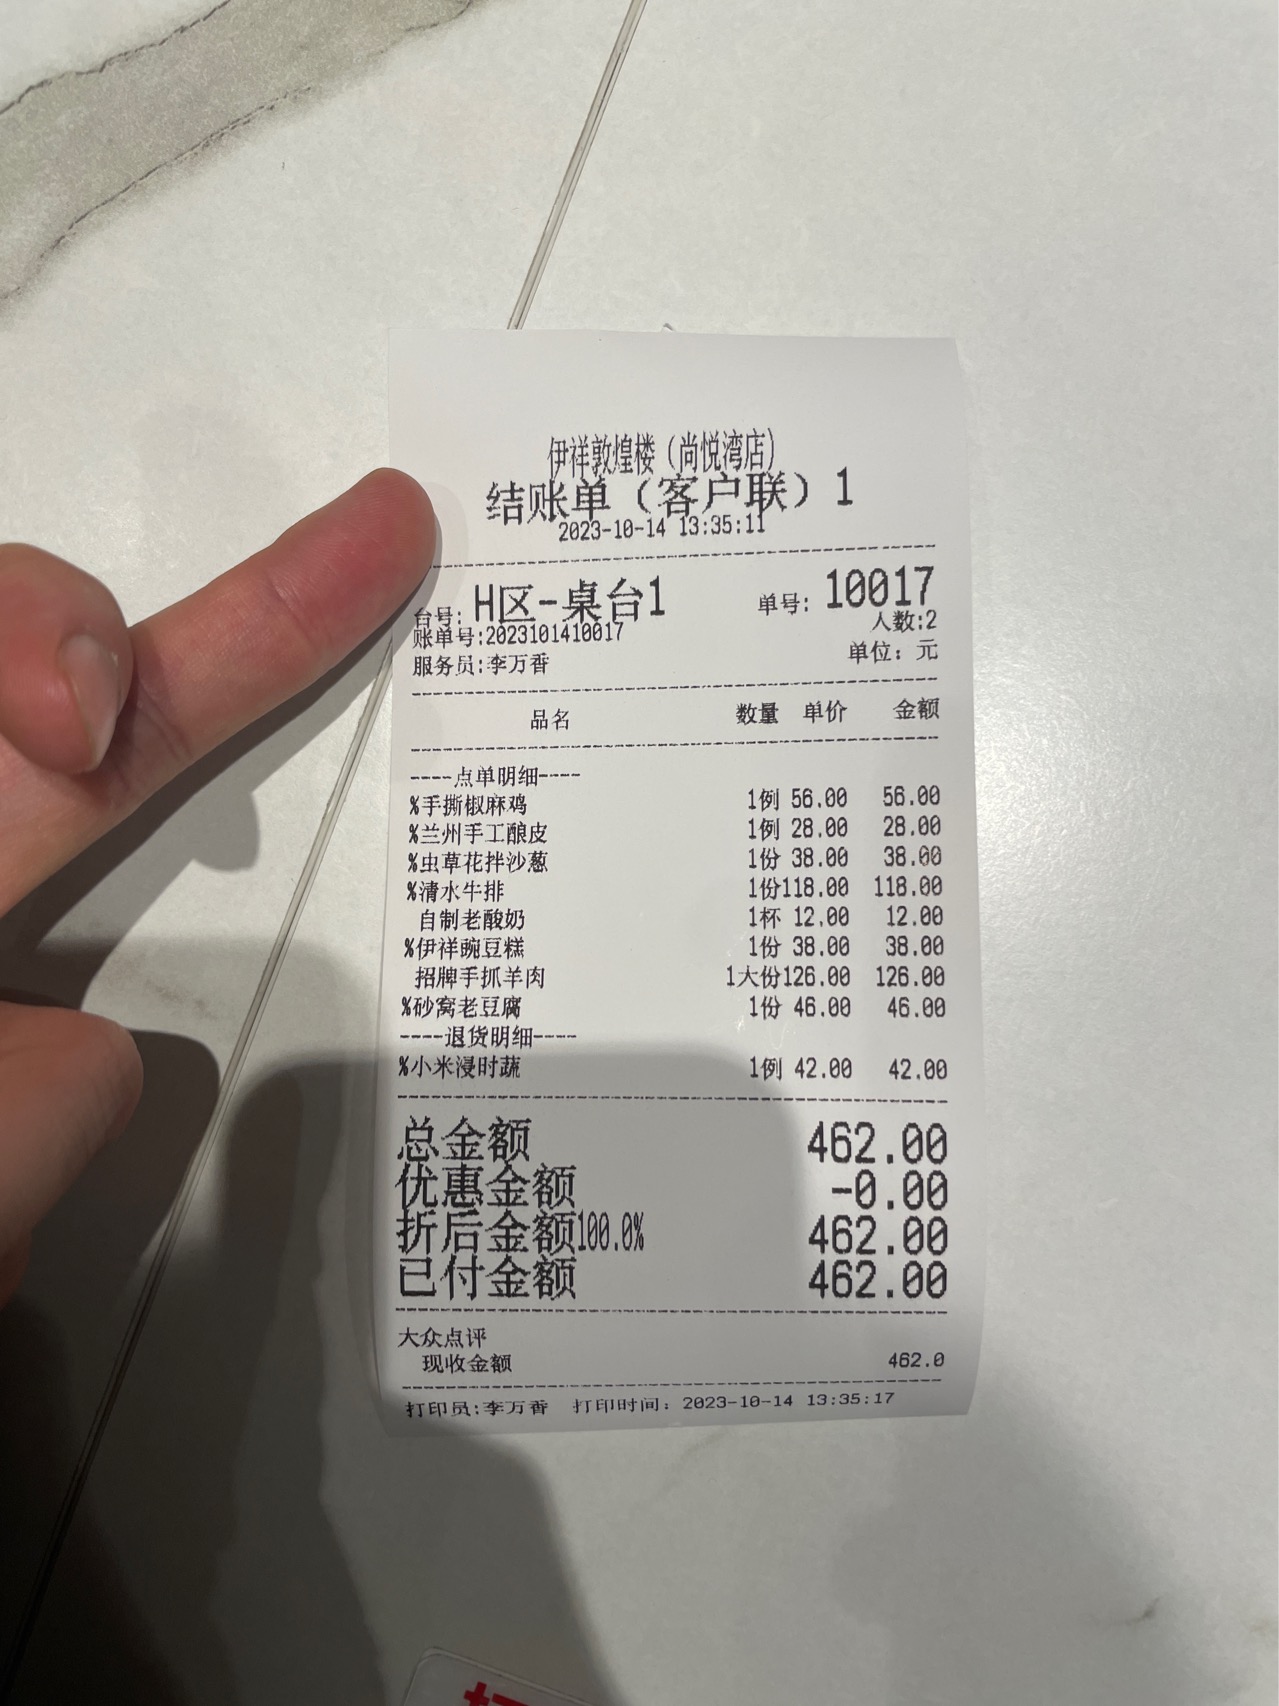 伊祥敦煌楼（尚悦湾店）
结账单（客户联）1
2023-10-14 13:35:11
台号: H区-桌台1 单号: 10017
账单号:2023101410017 人数:2
服务员:李万香 单位: 元
品名 数量 单价 金额
----点单明细----
%手撕椒麻鸡 1例 56.00 56.00
%兰州手工酿皮 1例 28.00 28.00
%虫草花拌沙葱 1份 38.00 38.00
%清水牛排 1份118.00 118.00
自制老酸奶 1杯 12.00 12.00
%伊祥豌豆糕 1份 38.00 38.00
招牌手抓羊肉 1大份126.00 126.00
%砂窝老豆腐 1份 46.00 46.00
----退货明细----
%小米浸时蔬 1例 42.00 42.00
总金额 462.00
优惠金额 -0.00
折后金额100.0% 462.00
已付金额 462.00
大众点评
现收金额 462.0
打印员:李万香 打印时间: 2023-10-14 13:35:17